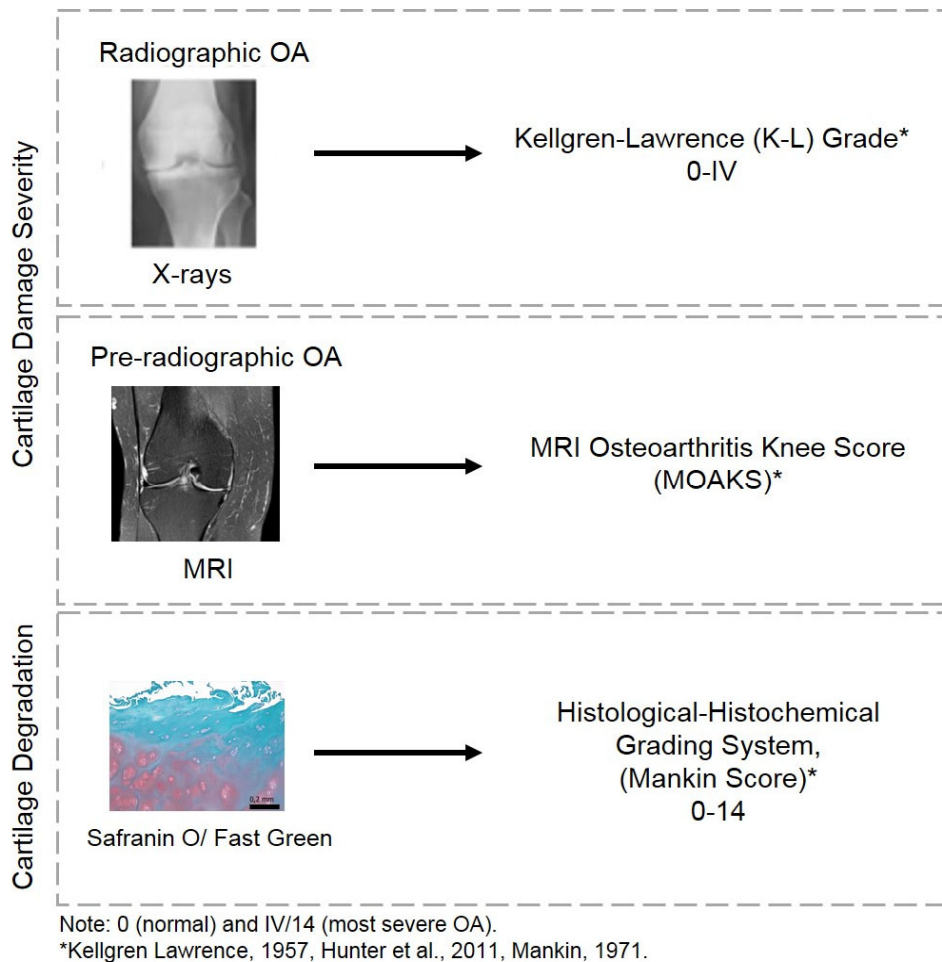 Cartilage Damage Severity
Radiographic OA
X-rays
Kellgren-Lawrence (K-L) Grade*
0-IV
Pre-radiographic OA
MRI
MRI Osteoarthritis Knee Score
(MOAKS)*
Cartilage Degradation
0,2 mm
Safranin O/ Fast Green
Histological-Histochemical
Grading System,
(Mankin Score)*
0-14
Note: 0 (normal) and IV/14 (most severe OA).
*Kellgren Lawrence, 1957, Hunter et al., 2011, Mankin, 1971.